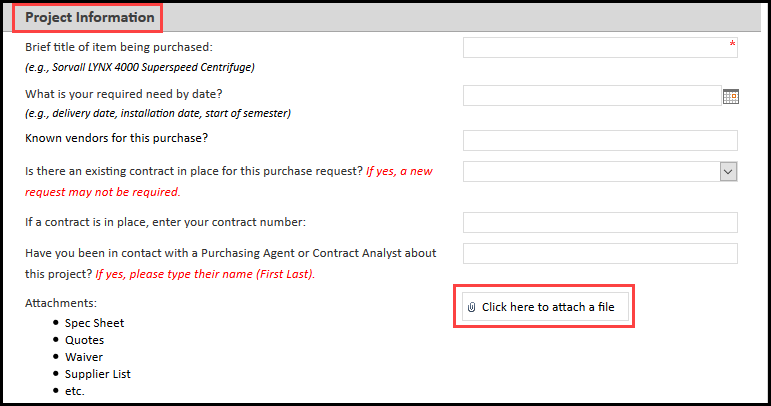 Project Information
Brief title of item being purchased:
*
(e.g., Sorvall LYNX 4000 Superspeed Centrifuge)
What is your required need by date?
(e.g., delivery date, installation date, start of semester)
Known vendors for this purchase?
Is there an existing contract in place for this purchase request? If yes, a new
request may not be required.
If a contract is in place, enter your contract number:
Have you been in contact with a Purchasing Agent or Contract Analyst about
this project? If yes, please type their name (First Last).
Attachments:
Click here to attach a file
• Spec Sheet
• Quotes
• Waiver
• Supplier List
• etc.